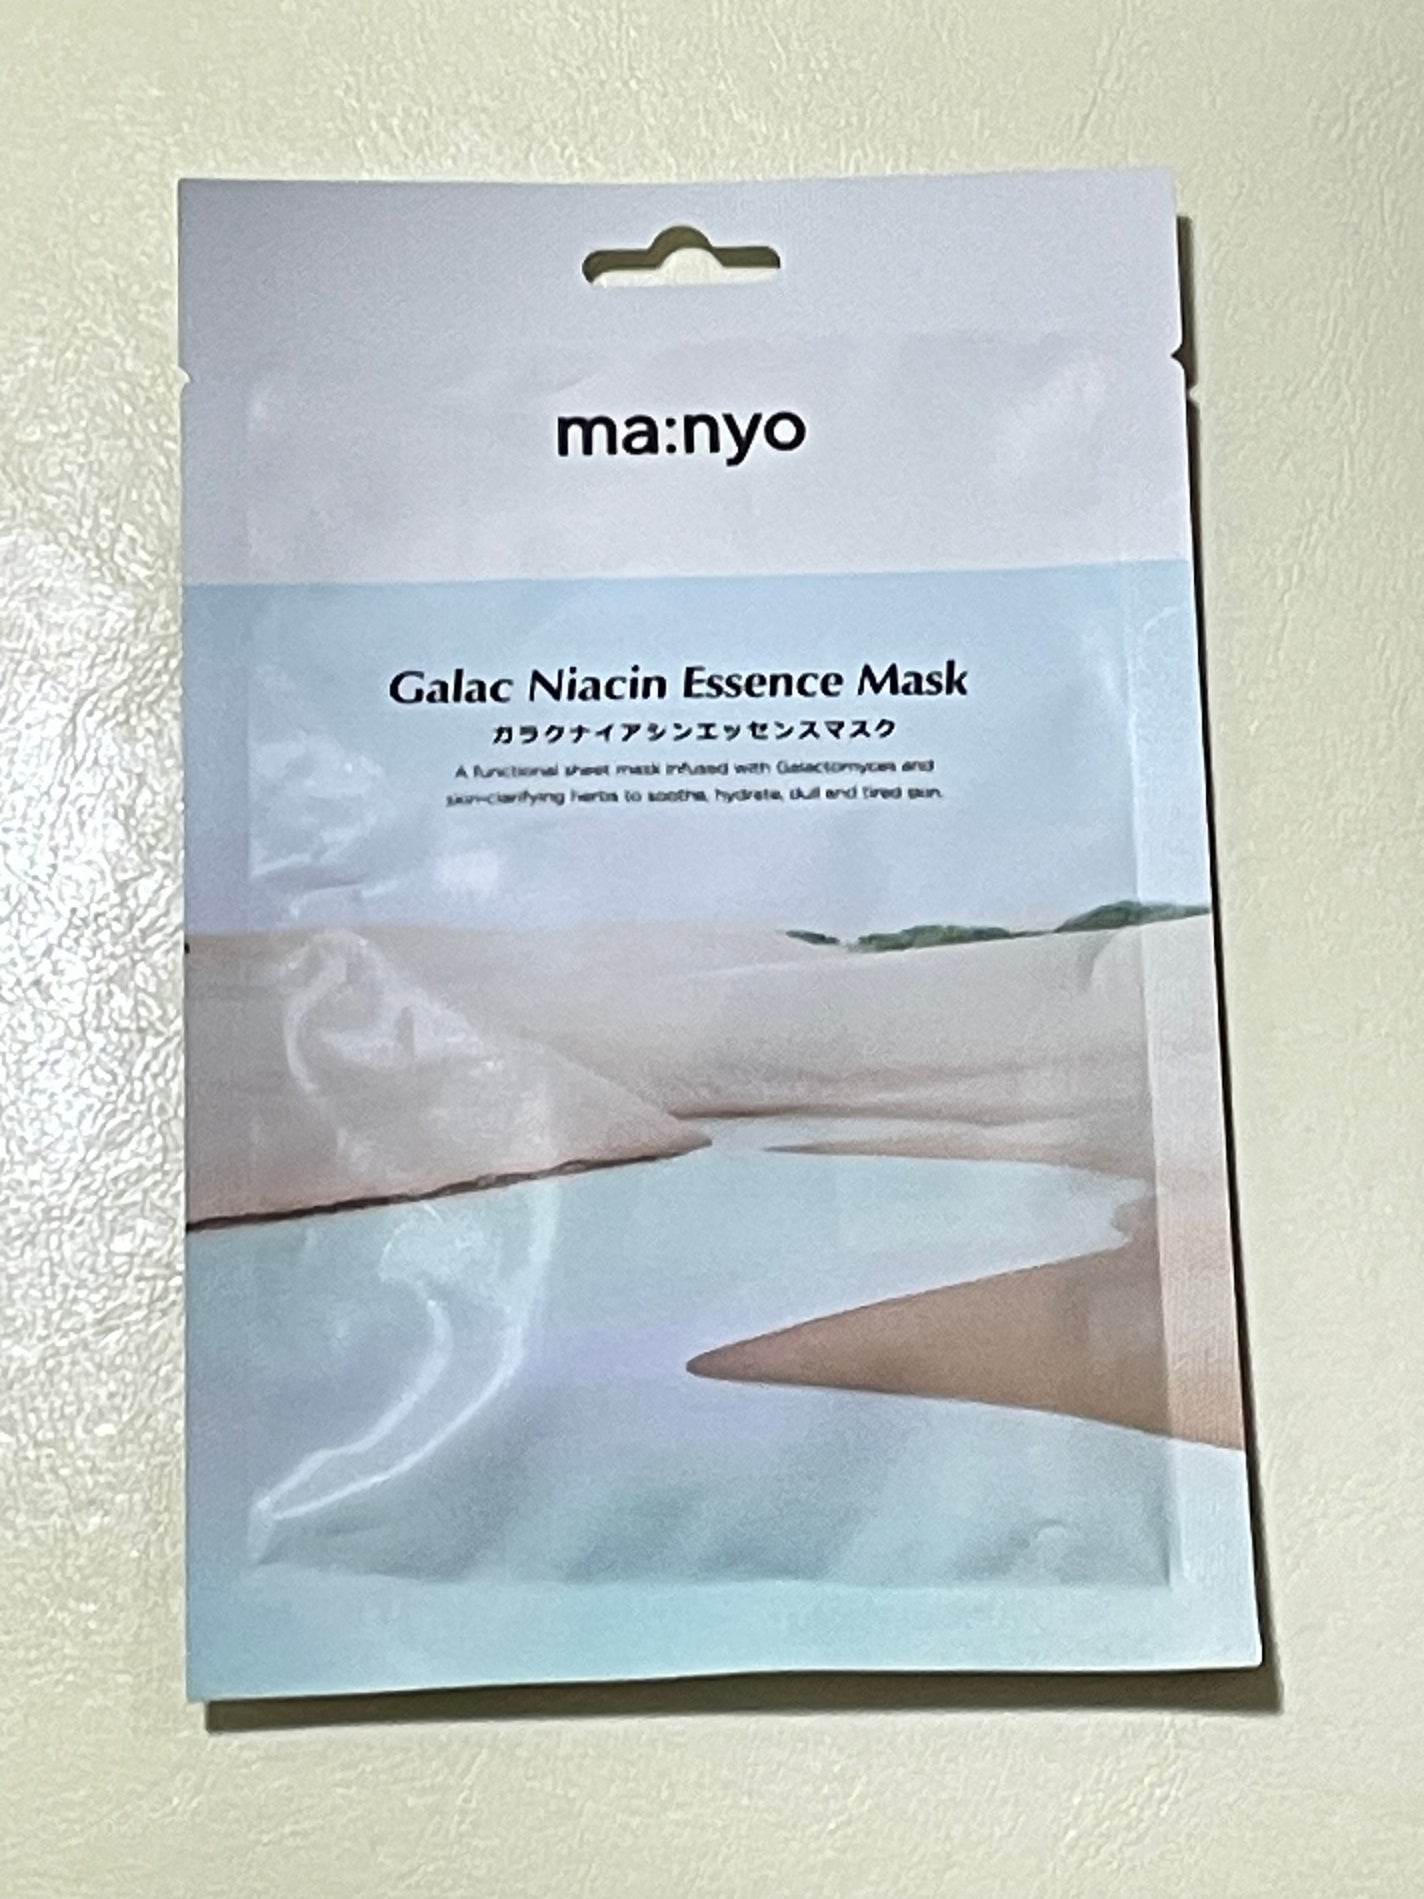 ma:nyo
Galac Niacin Essence Mask
ガラクナイアシンエッセンスマスク
A functional sheet mask infused with Galactomyces and
skin-clarifying herbs to soothe, hydrate, dull and tired skin.